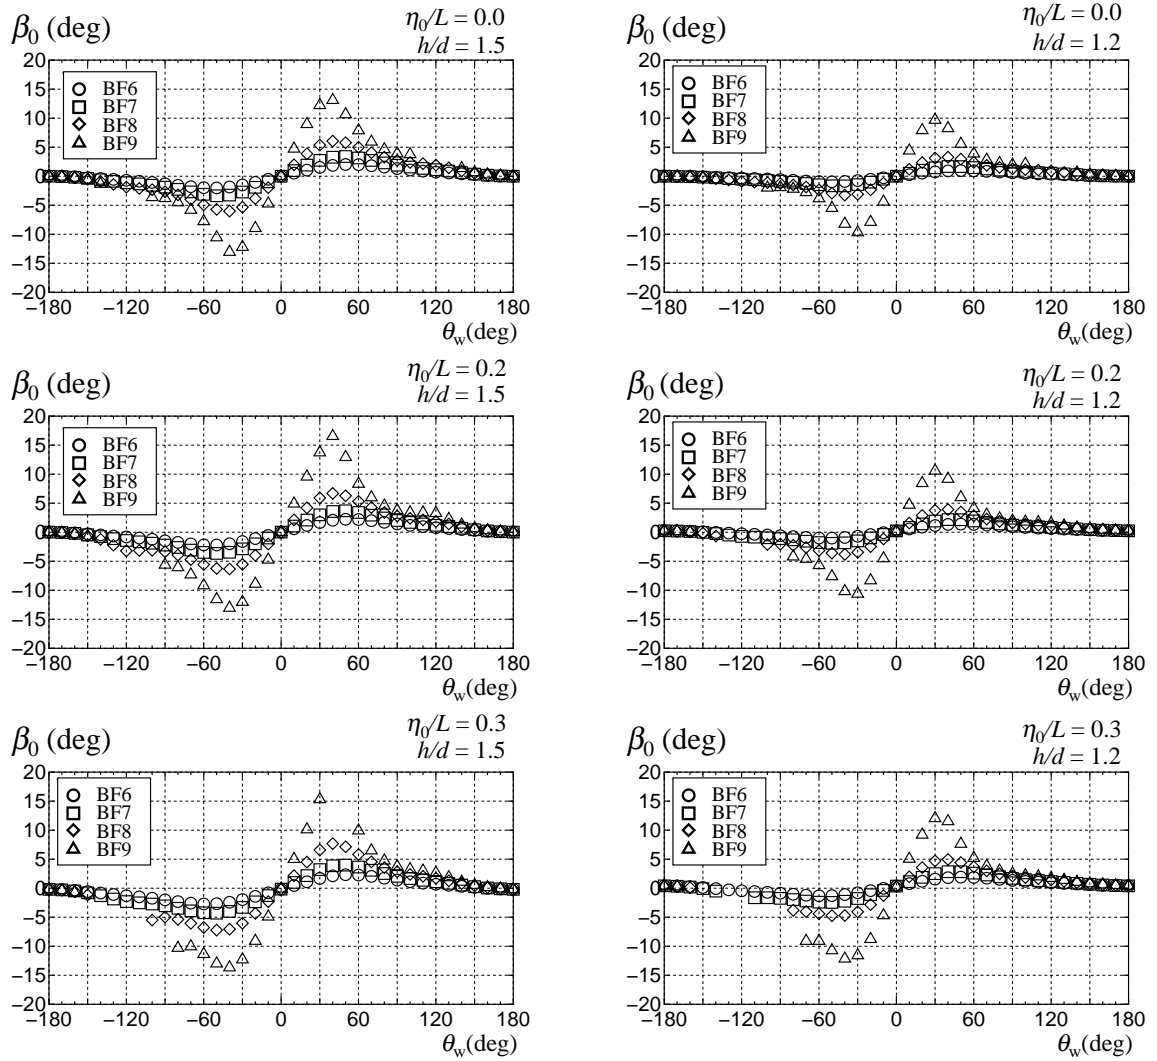 β0 (deg)
η0/L = 0.0
h/d = 1.5
20
15
10
5
0
−5
−10
−15
−20
BF6
BF7
BF8
BF9
−180 −120 −60 0 60 120 180
θw(deg)
β0 (deg)
η0/L = 0.0
h/d = 1.2
20
15
10
5
0
−5
−10
−15
−20
BF6
BF7
BF8
BF9
−180 −120 −60 0 60 120 180
θw(deg)
β0 (deg)
η0/L = 0.2
h/d = 1.5
20
15
10
5
0
−5
−10
−15
−20
BF6
BF7
BF8
BF9
−180 −120 −60 0 60 120 180
θw(deg)
β0 (deg)
η0/L = 0.2
h/d = 1.2
20
15
10
5
0
−5
−10
−15
−20
BF6
BF7
BF8
BF9
−180 −120 −60 0 60 120 180
θw(deg)
β0 (deg)
η0/L = 0.3
h/d = 1.5
20
15
10
5
0
−5
−10
−15
−20
BF6
BF7
BF8
BF9
−180 −120 −60 0 60 120 180
θw(deg)
β0 (deg)
η0/L = 0.3
h/d = 1.2
20
15
10
5
0
−5
−10
−15
−20
BF6
BF7
BF8
BF9
−180 −120 −60 0 60 120 180
θw(deg)